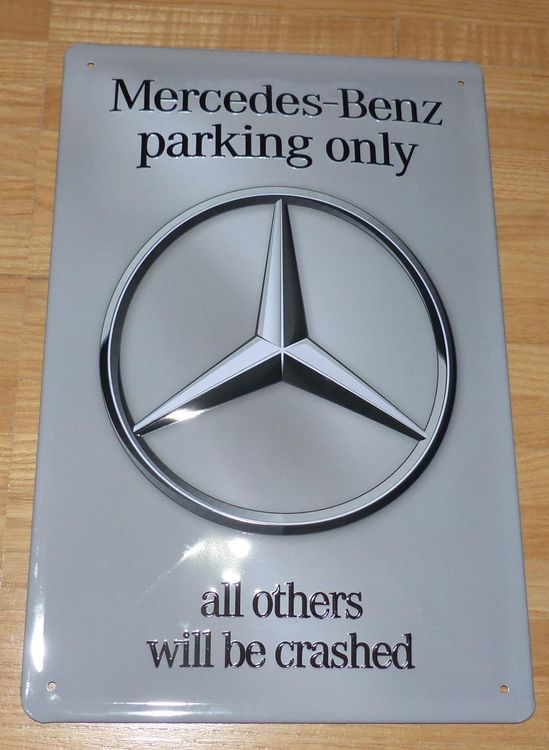 Mercedes-Benz
parking only
all others
will be crashed